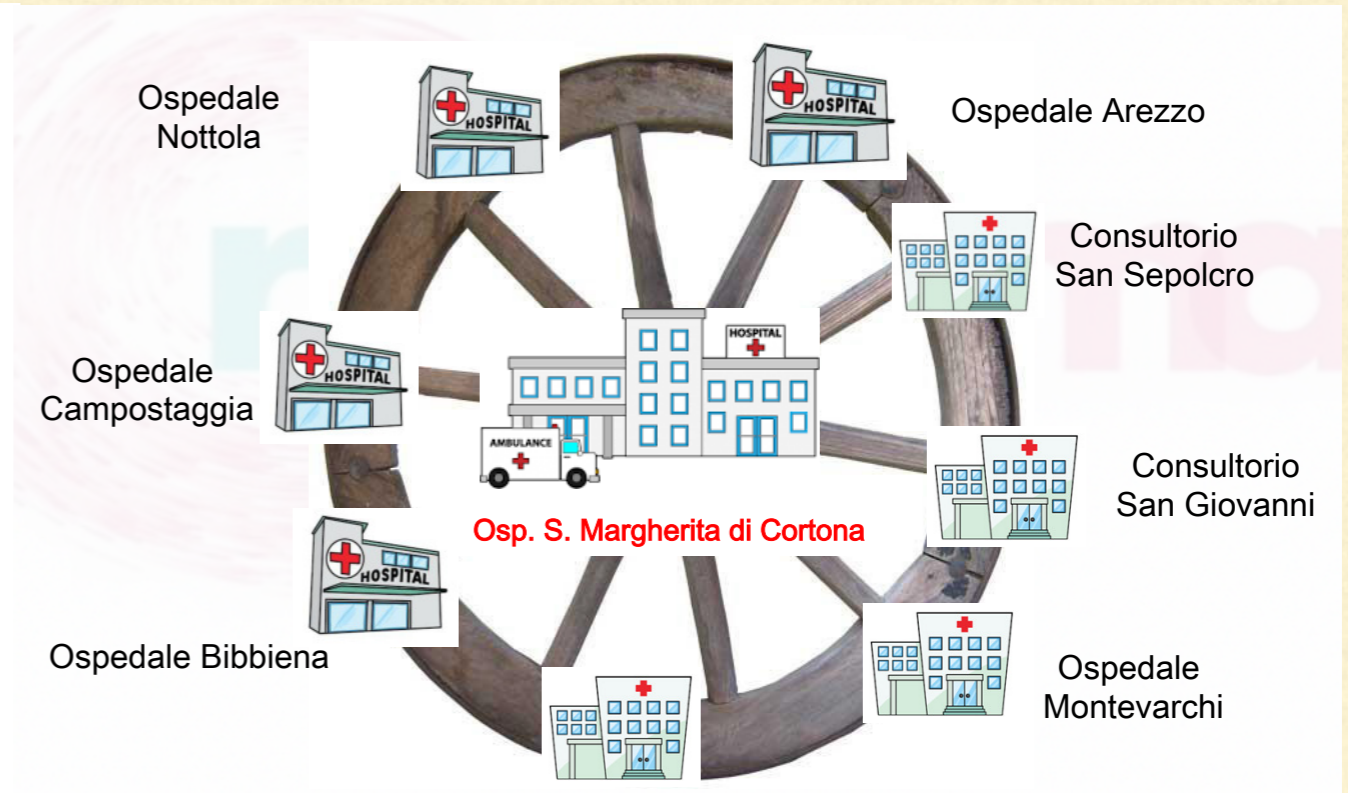 Ospedale
Nottola
HOSPITAL
HOSPITAL
Ospedale Arezzo
Consultorio
San Sepolcro
Ospedale
Campostaggia
HOSPITAL
HOSPITAL
AMBULANCE
Consultorio
San Giovanni
Osp. S. Margherita di Cortona
HOSPITAL
Ospedale Bibbiena
Ospedale
Montevarchi